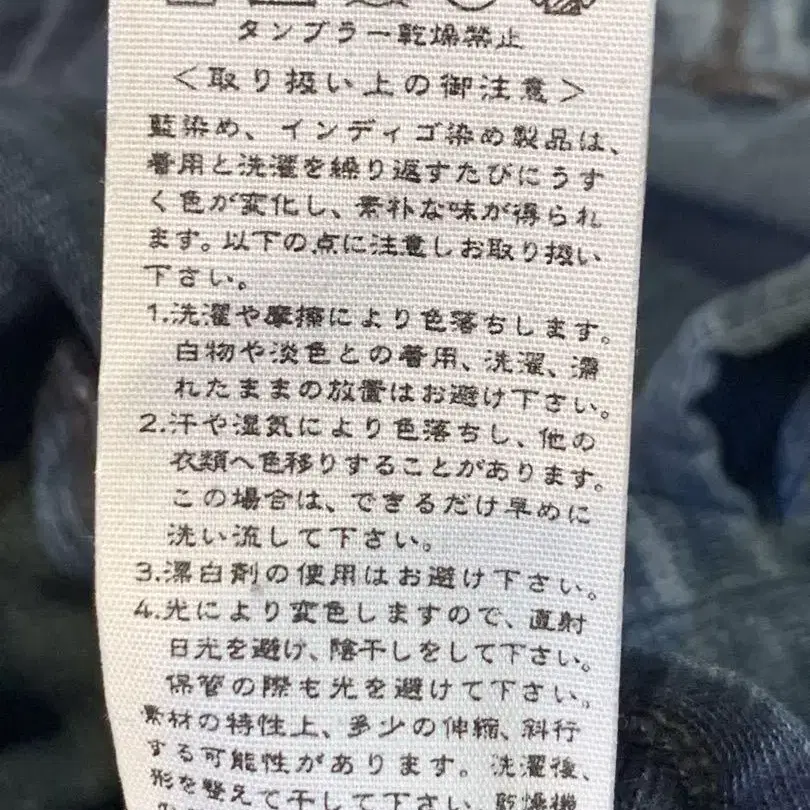 タンブラー乾燥禁止
＜取り扱い上の御注意＞
藍染め、インディゴ染め製品は、
着用と洗濯を繰り返すたびにうす
く色が変化し、素朴な味が得られ
ます。以下の点に注意しお取り扱い
下さい。
1.洗濯や摩擦により色落ちします。
白物や淡色との着用、洗濯、濡
れたままの放置はお避け下さい。
2.汗や湿気により色落ちし、他の
衣類へ色移りすることがあります。
この場合は、できるだけ早めに
洗い流して下さい。
3.漂白剤の使用はお避け下さい。
4.光により変色しますので、直射
日光を避け、陰干しをして下さい。
保管の際も光を避けて下さい。
素材の特性上、多少の伸縮、斜行
する可能性があります。洗濯後、
形を整えて干して下さい。乾燥機